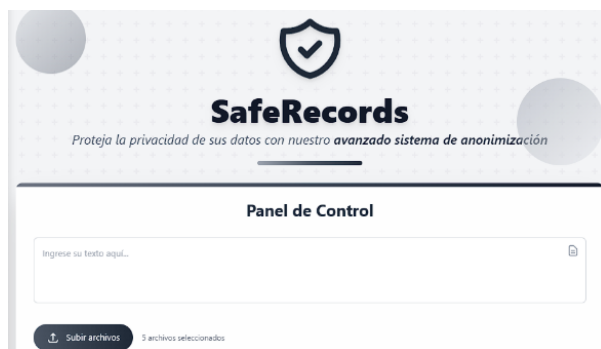 SafeRecords
Proteja la privacidad de sus datos con nuestro avanzado sistema de anonimización
Panel de Control
Ingrese su texto aquí...
Subir archivos
5 archivos seleccionados